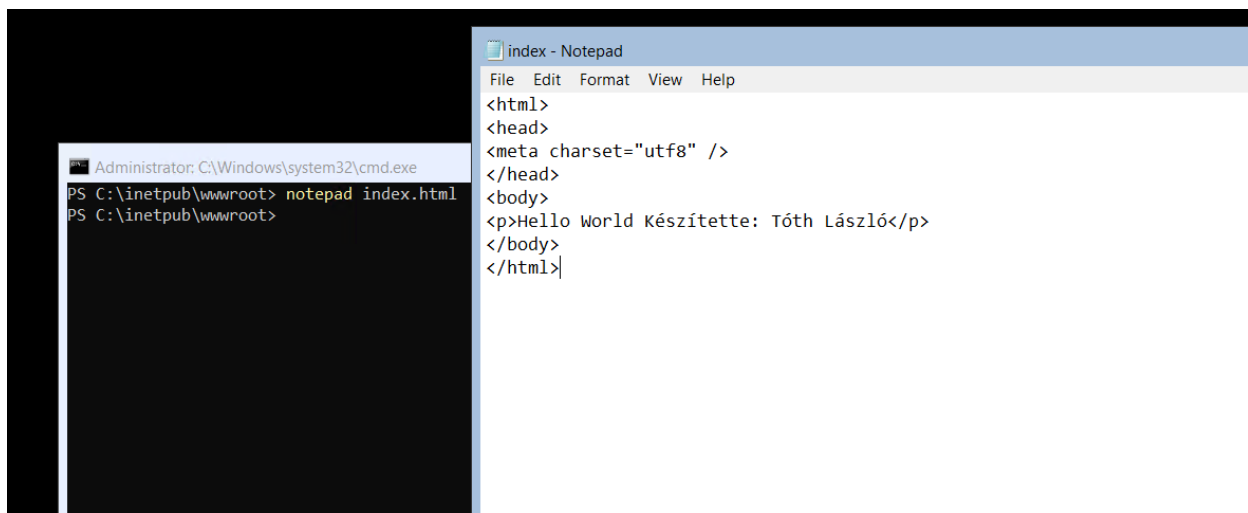 Administrator: C:\Windows\system32\cmd.exe
PS C:\inetpub\wwwroot> notepad index.html
PS C:\inetpub\wwwroot>
index - Notepad
File Edit Format View Help
<html>
<head>
<meta charset="utf8" />
</head>
<body>
<p>Hello World Készítette: Tóth László</p>
</body>
</html>